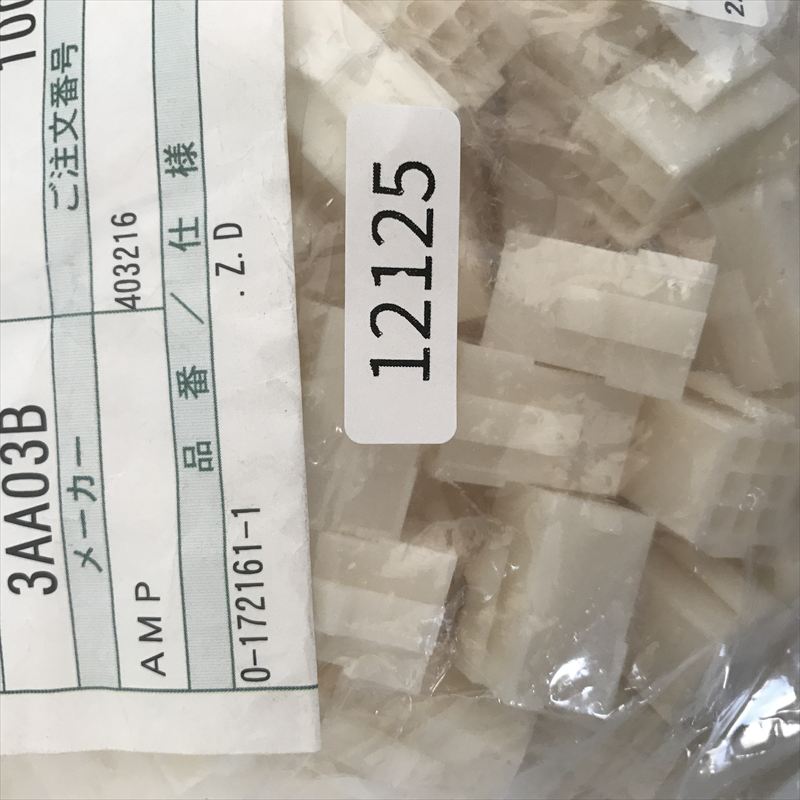 ご注文番号
403216
3AA03B
メーカー
AMP
品番／仕様
0-172161-1 . Z.D
12125